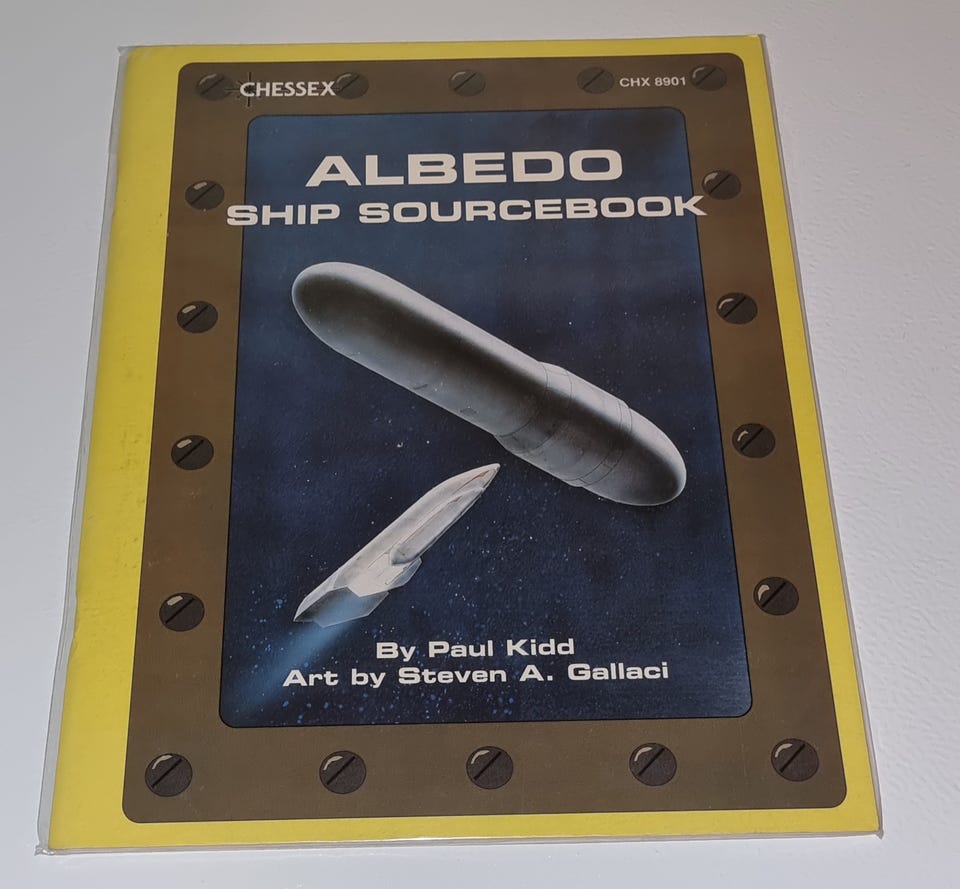 CHESSEX
CHX 8901
ALBEDO
SHIP SOURCEBOOK
By Paul Kidd
Art by Steven A. Gallaci